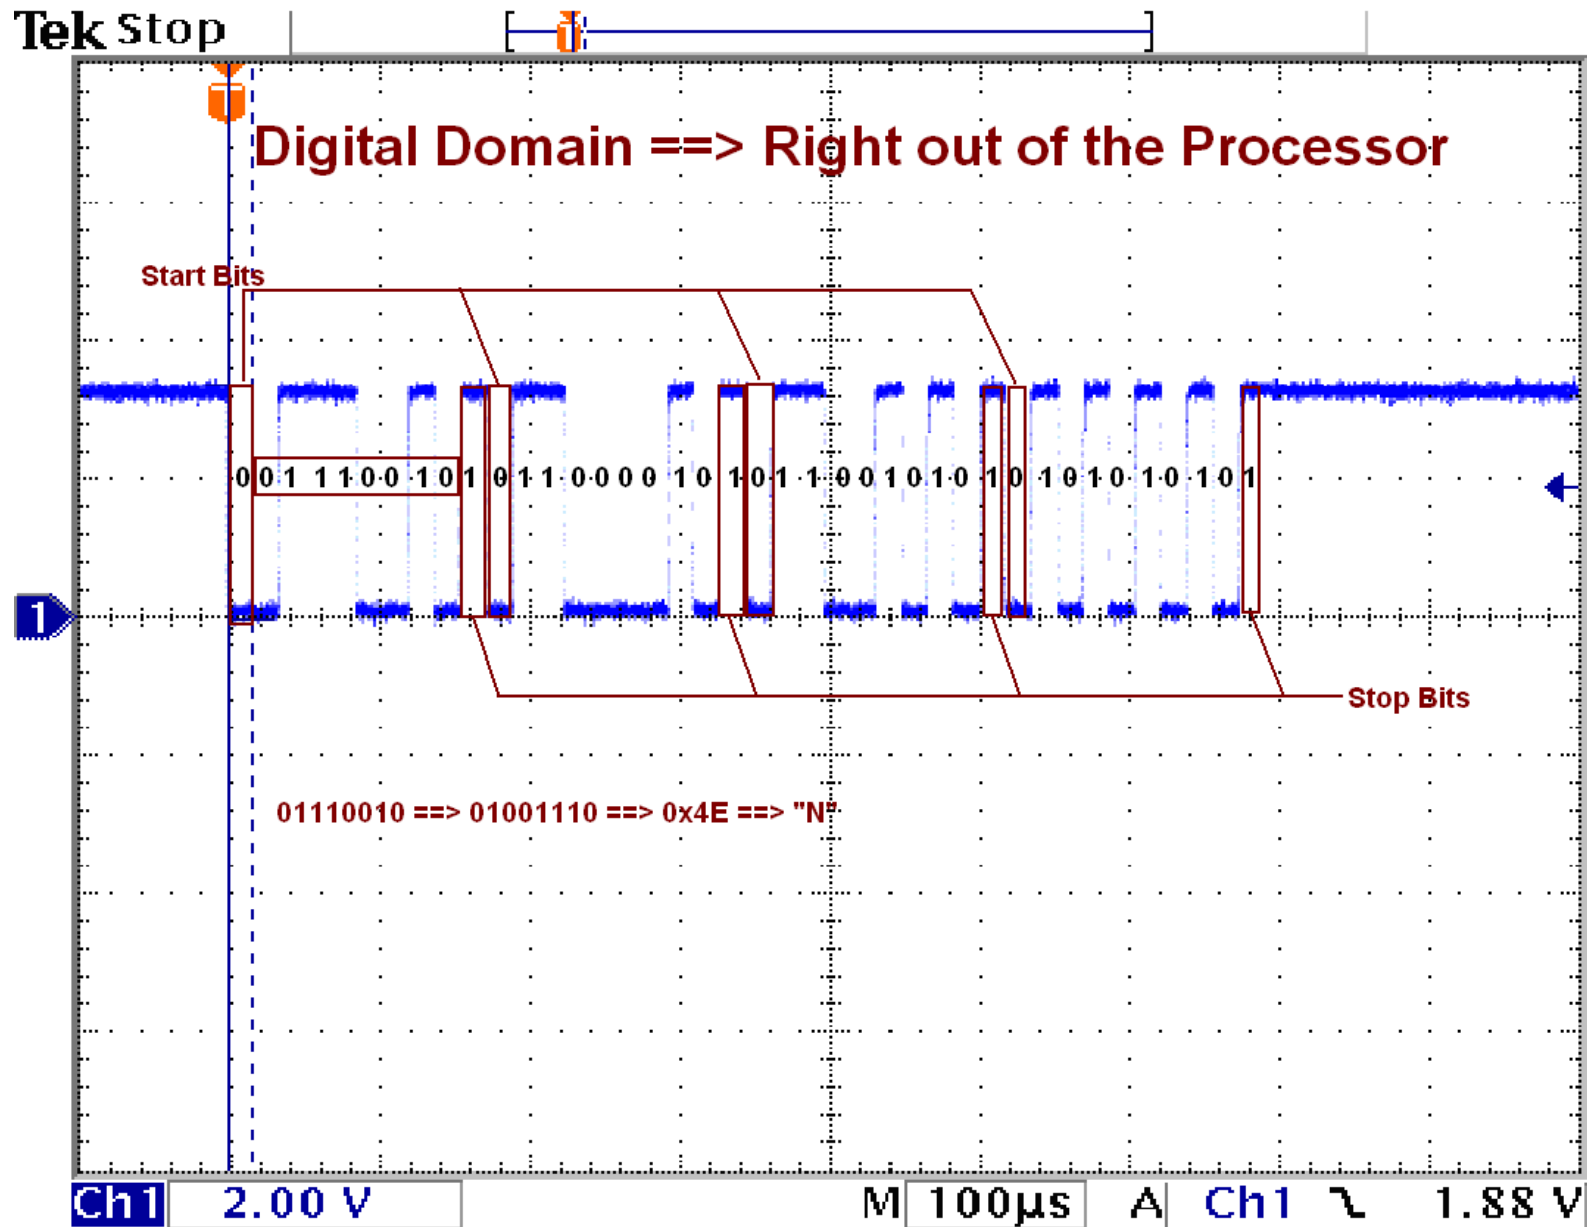 Tek Stop
Digital Domain ==> Right out of the Processor
Start Bits
0 0 1 1 1 0 0 1 0 1 0 1 1 0 0 0 0 1 0 1 0 1 1 0 0 1 0 1 0 1 0 1 0 1 0 1 0 1 0 1
Stop Bits
1
01110010 ==> 01001110 ==> 0x4E ==> "N"
Ch1 2.00 V M 100µs A Ch1 1.88 V